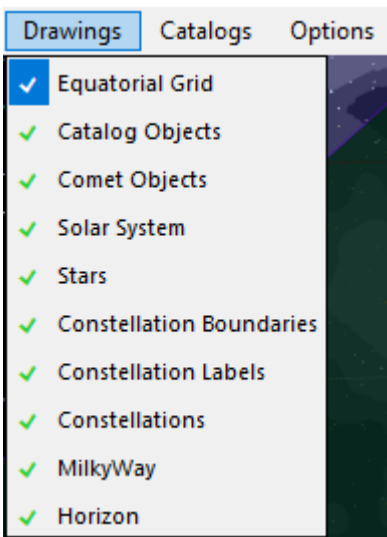 Drawings Catalogs Options
Equatorial Grid
Catalog Objects
Comet Objects
Solar System
Stars
Constellation Boundaries
Constellation Labels
Constellations
MilkyWay
Horizon